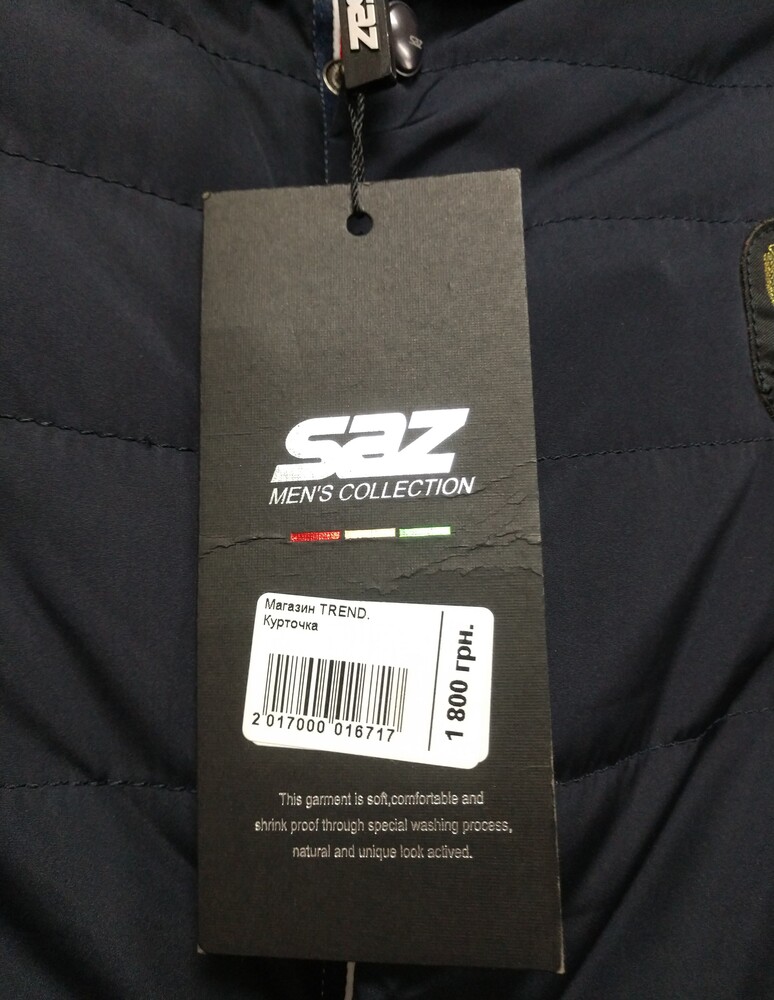 saz
saz
MEN'S COLLECTION
Магазин TREND.
Курточка
2 017000 016717
1 800 грн.
This garment is soft,comfortable and
shrink proof through special washing process,
natural and unique look actived.